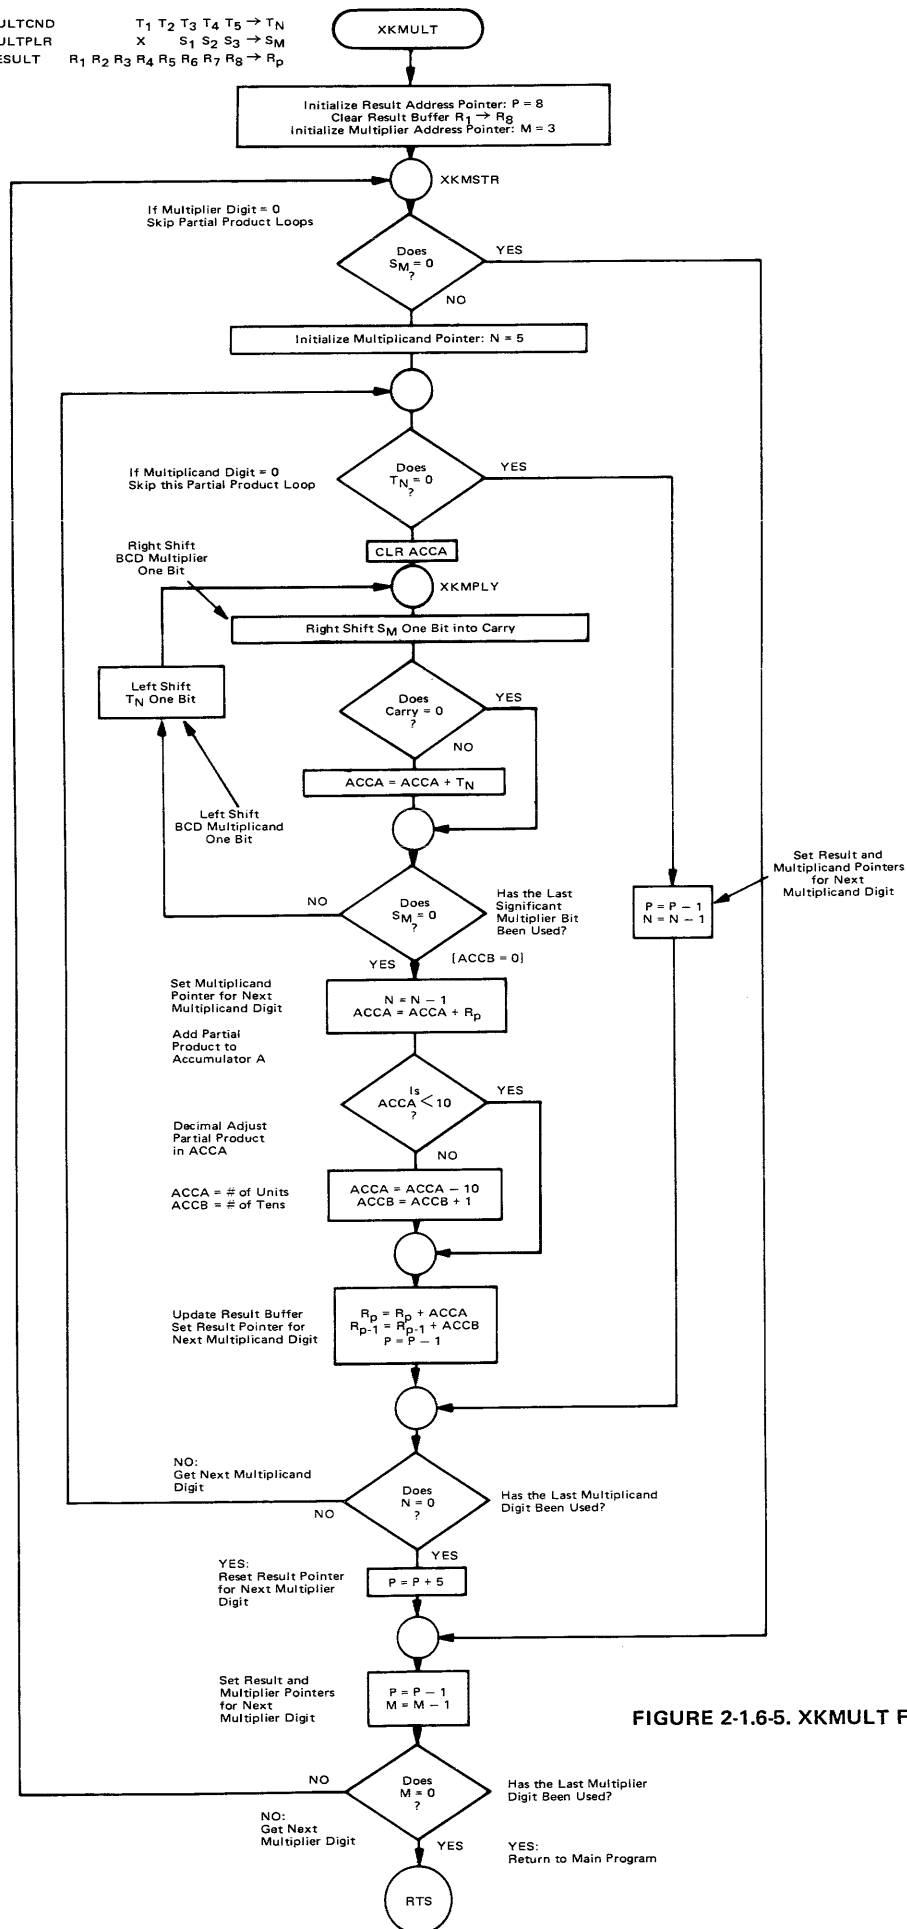 ULTCND T1 T2 T3 T4 T5 → TN
ULTPLR X S1 S2 S3 → SM
ESULT R1 R2 R3 R4 R5 R6 R7 R8 → Rp
XKMULT
Initialize Result Address Pointer: P = 8
Clear Result Buffer R1 → R8
Initialize Multiplier Address Pointer: M = 3
XKMSTR
If Multiplier Digit = 0
Skip Partial Product Loops
Does
SM = 0
?
YES
NO
Initialize Multiplicand Pointer: N = 5
If Multiplicand Digit = 0
Skip this Partial Product Loop
Does
TN = 0
?
YES
CLR ACCA
Right Shift
BCD Multiplier
One Bit
XKMPLY
Right Shift SM One Bit into Carry
Left Shift
TN One Bit
Does
Carry = 0
?
YES
NO
ACCA = ACCA + TN
Left Shift
BCD Multiplicand
One Bit
Set Result and
Multiplicand Pointers
for Next
Multiplicand Digit
P = P – 1
N = N – 1
NO
Does
SM = 0
?
Has the Last
Significant
Multiplier Bit
Been Used?
YES
[ACCB = 0]
Set Multiplicand
Pointer for Next
Multiplicand Digit
N = N – 1
ACCA = ACCA + Rp
Add Partial
Product to
Accumulator A
Is
ACCA < 10
?
YES
Decimal Adjust
Partial Product
in ACCA
NO
ACCA = # of Units
ACCB = # of Tens
ACCA = ACCA – 10
ACCB = ACCB + 1
Update Result Buffer
Set Result Pointer for
Next Multiplicand Digit
Rp = Rp + ACCA
Rp-1 = Rp-1 + ACCB
P = P – 1
NO:
Get Next Multiplicand
Digit
NO
Does
N = 0
?
Has the Last Multiplicand
Digit Been Used?
YES
YES:
Reset Result Pointer
for Next Multiplier
Digit
P = P + 5
Set Result and
Multiplier Pointers
for Next
Multiplier Digit
P = P – 1
M = M – 1
FIGURE 2-1.6-5. XKMULT F
NO
Does
M = 0
?
Has the Last Multiplier
Digit Been Used?
NO:
Get Next
Multiplier Digit
YES
YES:
Return to Main Program
RTS